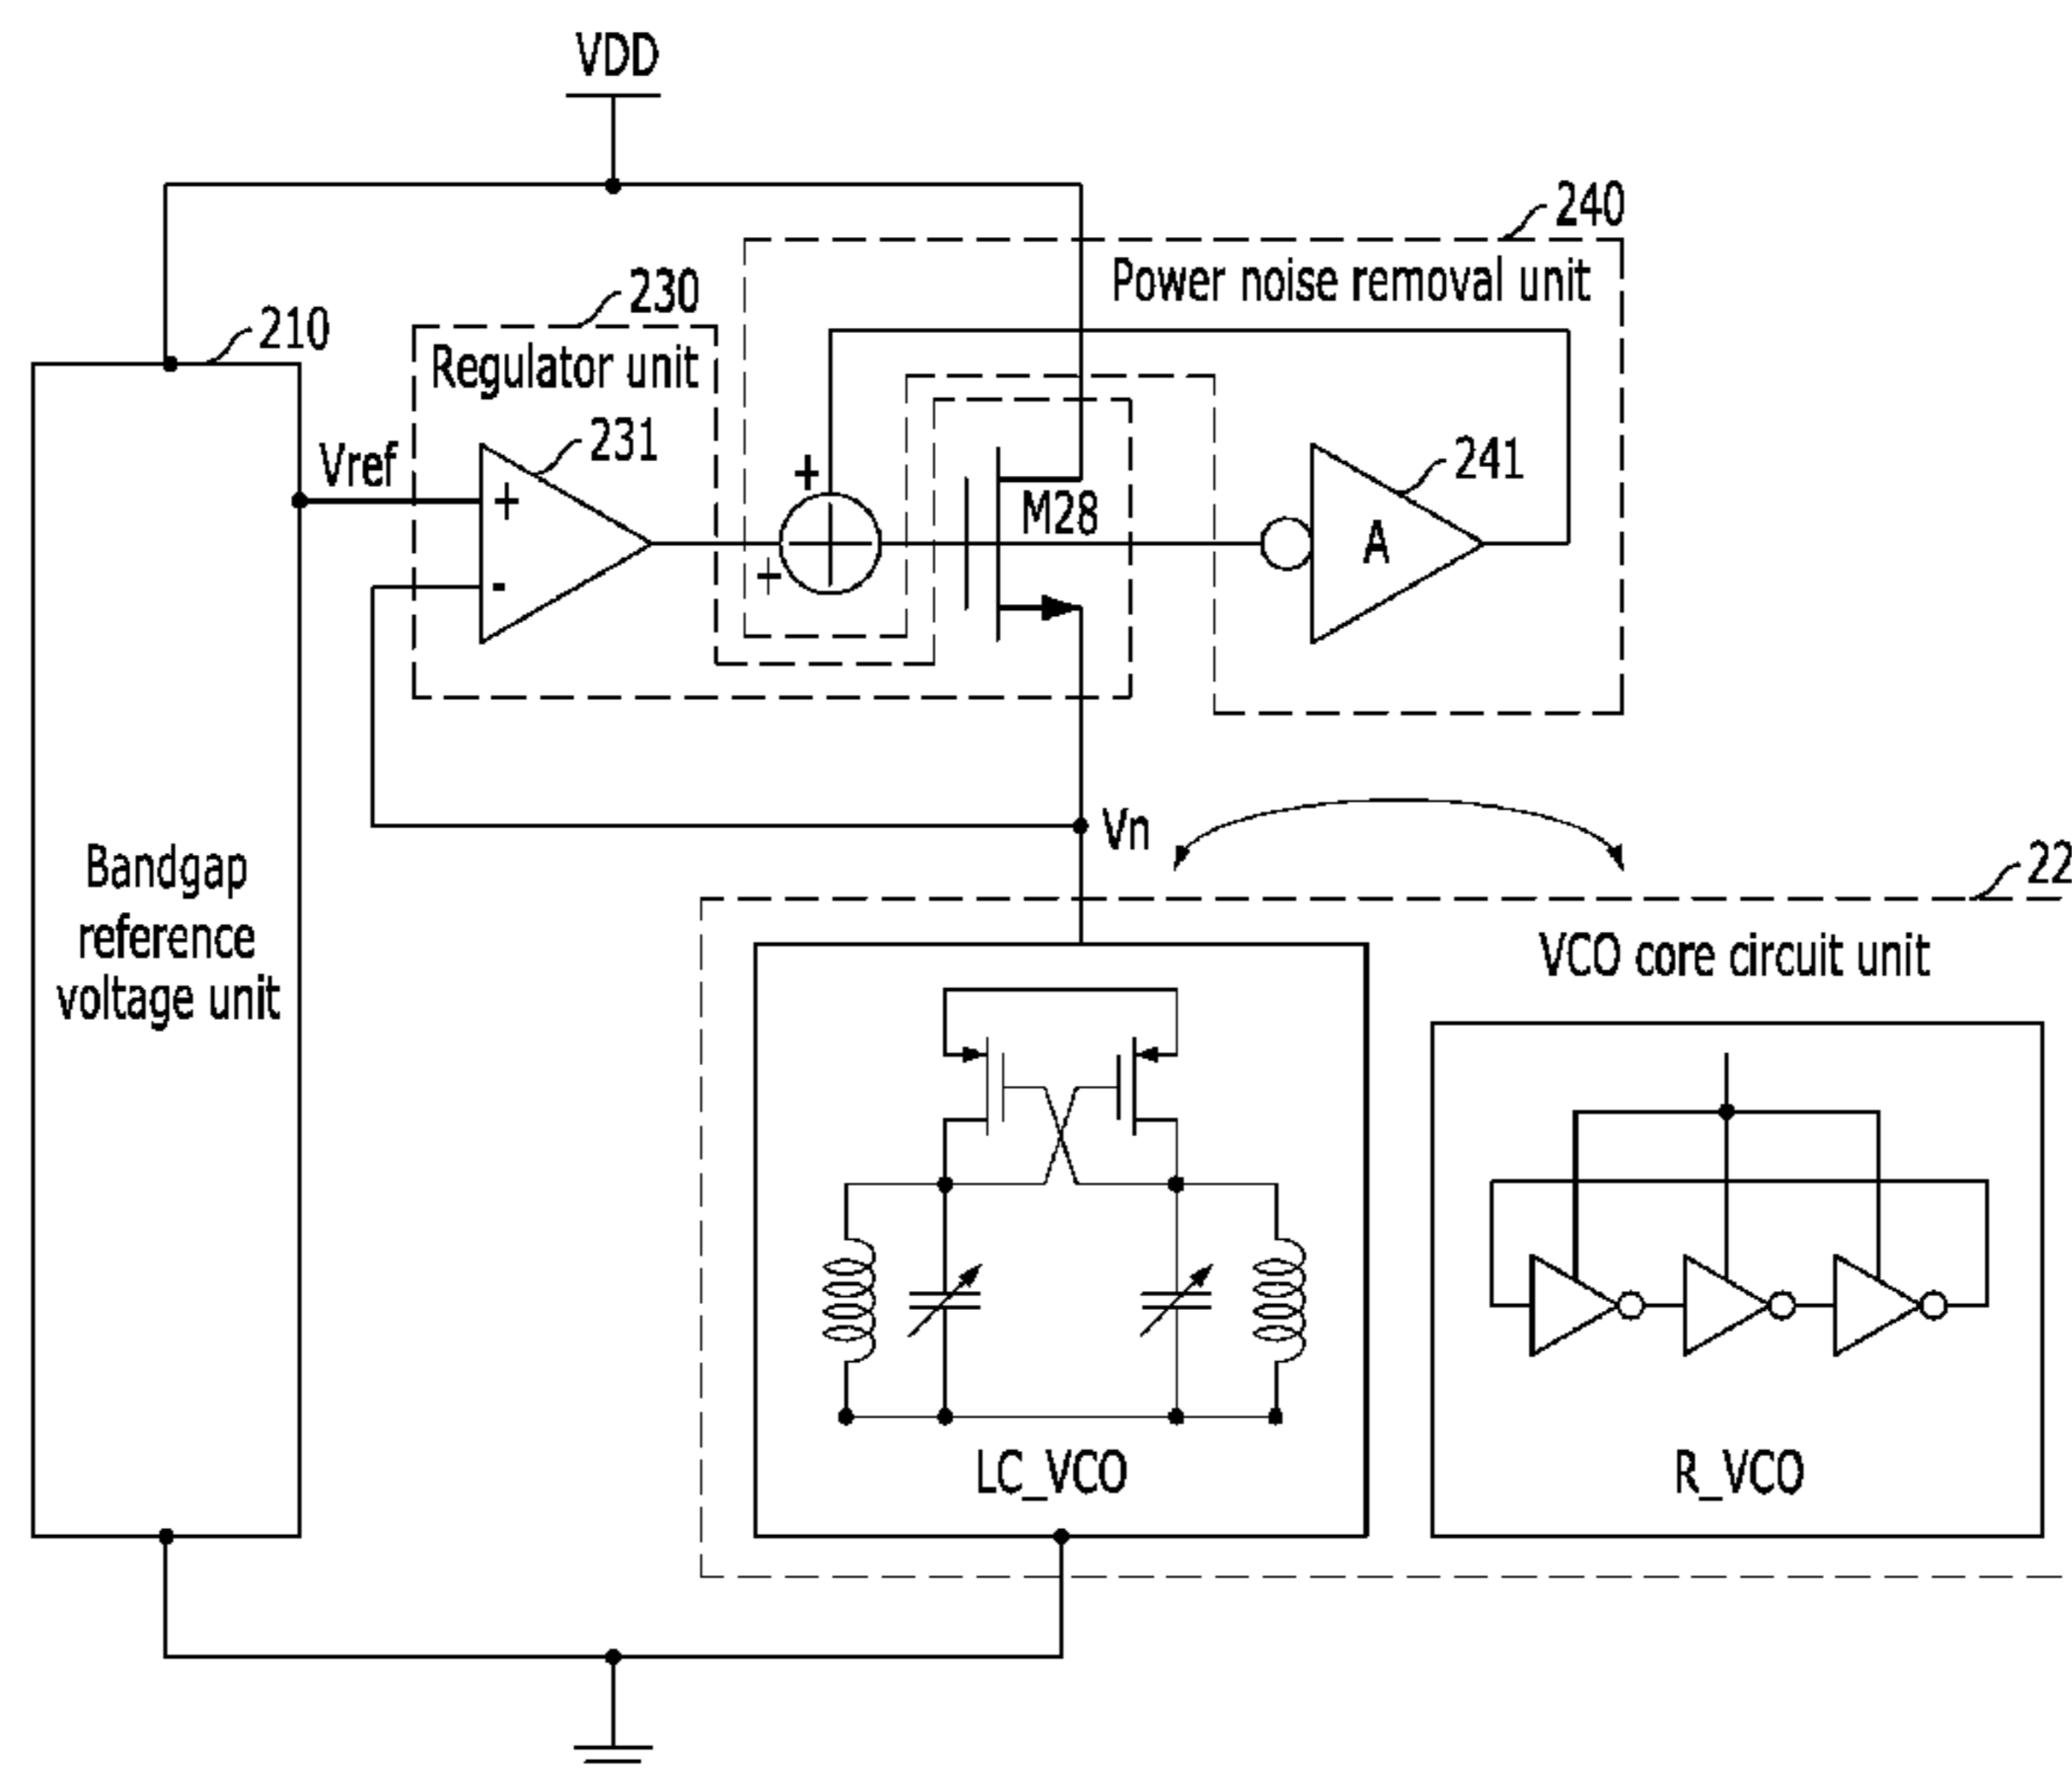 VDD
240
Power noise removal unit
230
Regulator unit
210
Vref
231
+
-
+
+
M28
241
A
Vn
22
VCO core circuit unit
Bandgap
reference
voltage unit
LC_VCO
R_VCO